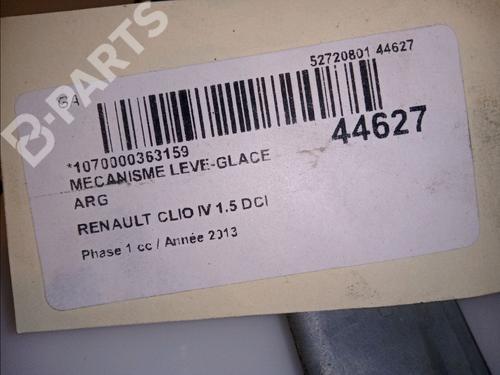 B-PARTS
GA
52720801 44627
*1070000363159
44627
MECANISME LEVE-GLACE
ARG
RENAULT CLIO IV 1.5 DCI
Phase 1 cc / Année 2013